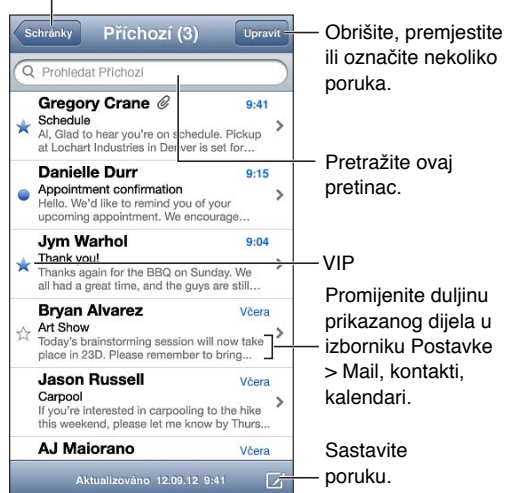 Schránky
Příchozí (3)
Upravit
Prohledat Příchozí
Gregory Crane
9:41
Schedule
Al, Glad to hear you're on schedule. Pickup
at Lochart Industries in Denver is set for...
Danielle Durr
9:15
Appointment confirmation
Hello. We'd like to remind you of your
upcoming appointment. We encourage...
Jym Warhol
9:04
Thank you!
Thanks again for the BBQ on Sunday. We
all had a great time, and the guys are still...
Bryan Alvarez
Včera
Art Show
Today's brainstorming session will now take
place in 23D. Please remember to bring...
Jason Russell
Včera
Carpool
If you're interested in carpooling to the hike
this weekend, please let me know by Thurs...
AJ Maiorano
Včera
Aktualizováno 12.09.12 9:41
Obrišite, premjestite
ili označite nekoliko
poruka.
Pretražite ovaj
pretinac.
VIP
Promijenite duljinu
prikazanog dijela u
izborniku Postavke
> Mail, kontakti,
kalendari.
Sastavite
poruku.